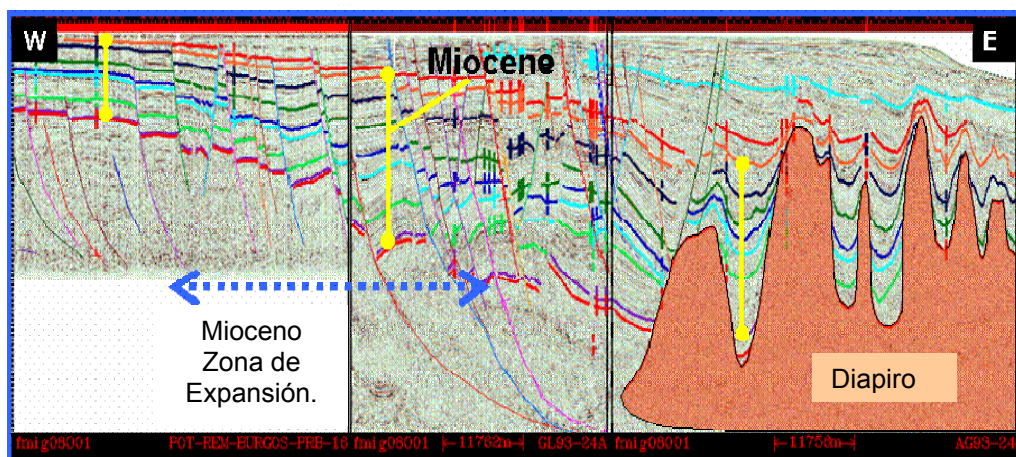 W
Miocene
E
Mioceno
Zona de
Expansión.
Diapiro
fmig08001 POT-REM-BURGOS-PRB-16 fmig08001 |-11762m-| GL93-24A fmig08001 |-11756m-| AG93-24